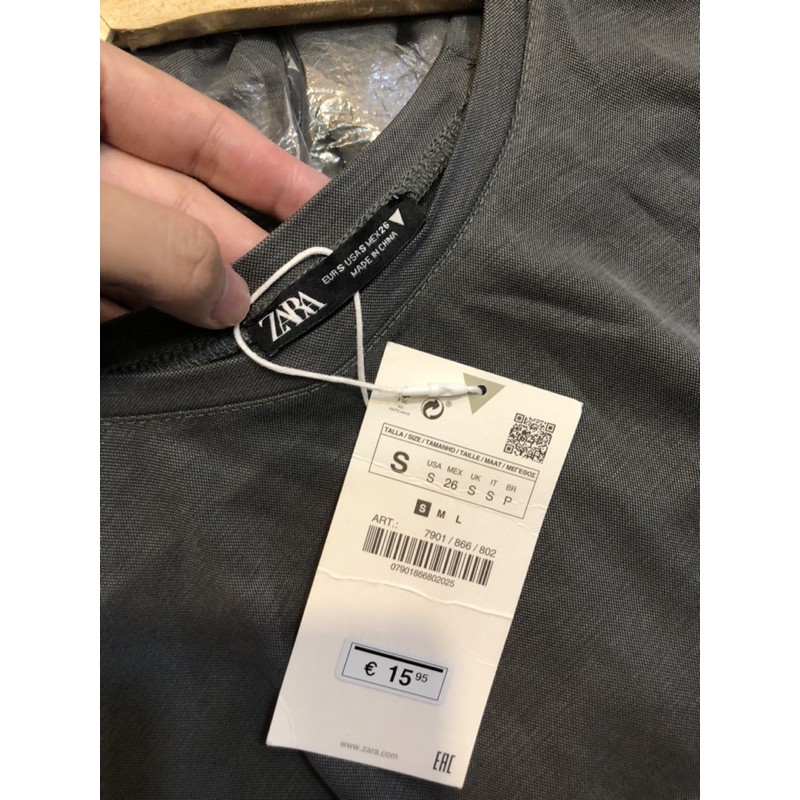 ZARA
EUR S USA S MEX 26
MADE IN CHINA
TALLA / SIZE / TAMANHO / TAILLE / MAAT / ΜΕΓΕΘΟΣ
S
USA MEX UK IT BR
S 26 S S P
S M L
ART.:
7901 / 866 / 802
07901866802025
€ 15 95
www.zara.com
EAC